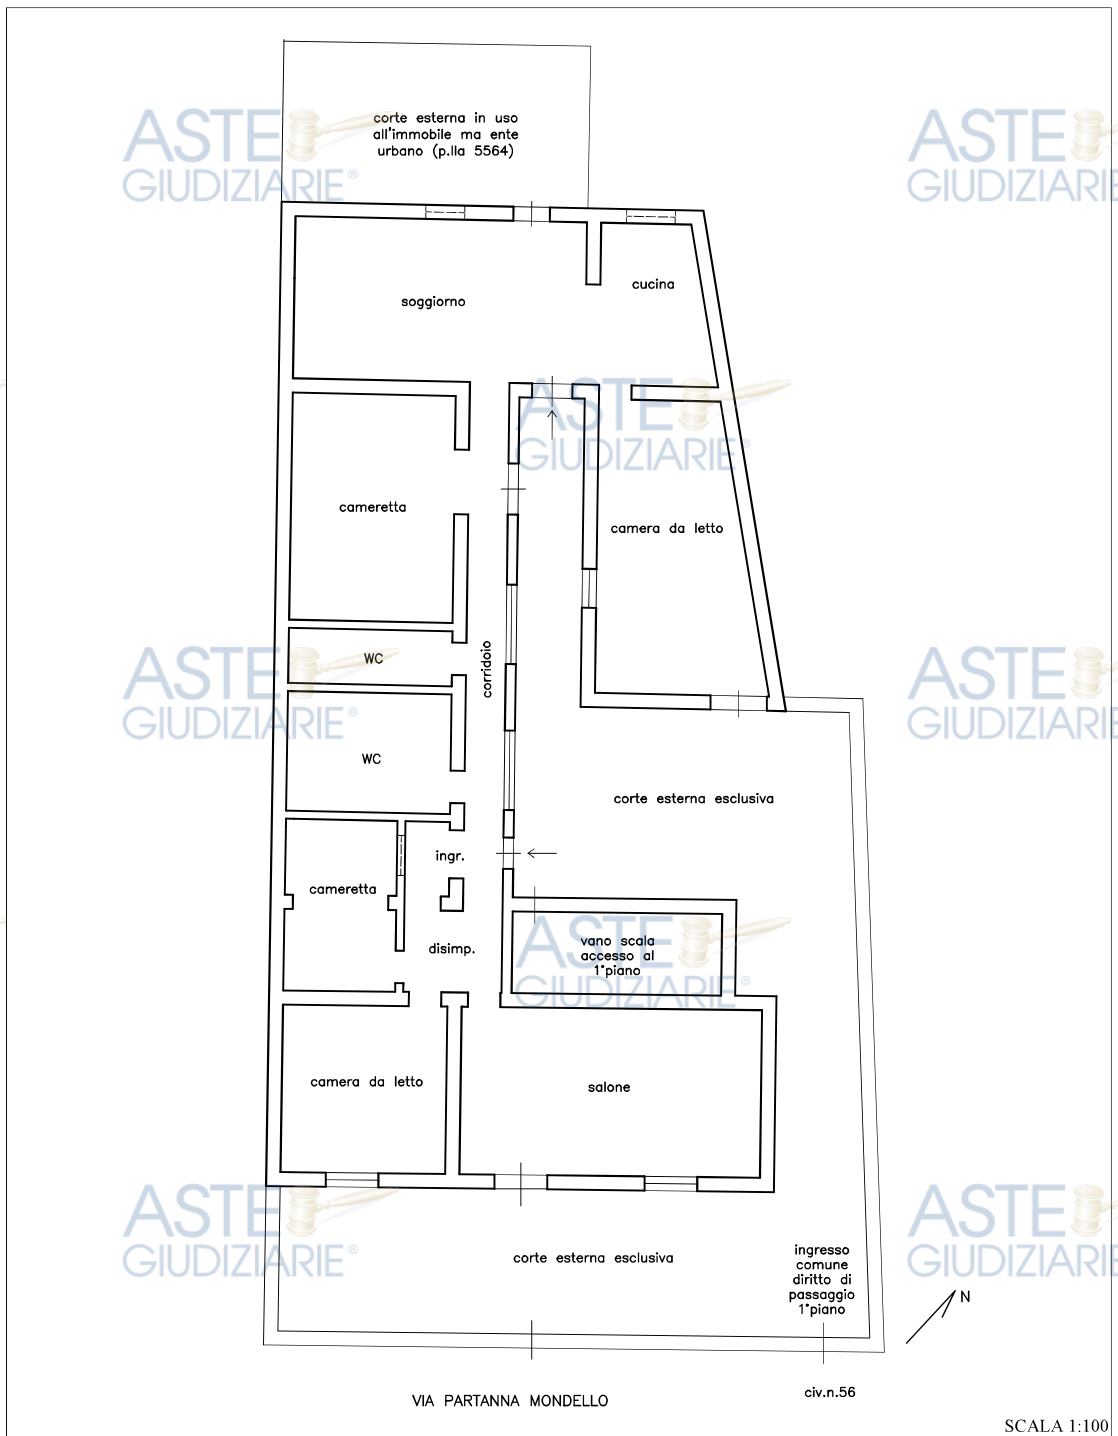 corte esterna in uso
all'immobile ma ente
urbano (p.lla 5564)
ASTE
GIUDIZIARIE®
ASTE
GIUDIZIARIE
cucina
soggiorno
ASTE
GIUDIZIARIE®
cameretta
camera da letto
corridoio
WC
ASTE
GIUDIZIARIE®
ASTE
GIUDIZIARIE
WC
corte esterna esclusiva
ingr.
cameretta
disimp.
vano scala
accesso al
1°piano
ASTE
GIUDIZIARIE®
camera da letto
salone
ASTE
GIUDIZIARIE®
ASTE
GIUDIZIARIE
corte esterna esclusiva
ingresso
comune
diritto di
passaggio
1°piano
N
VIA PARTANNA MONDELLO
civ.n.56
SCALA 1:100